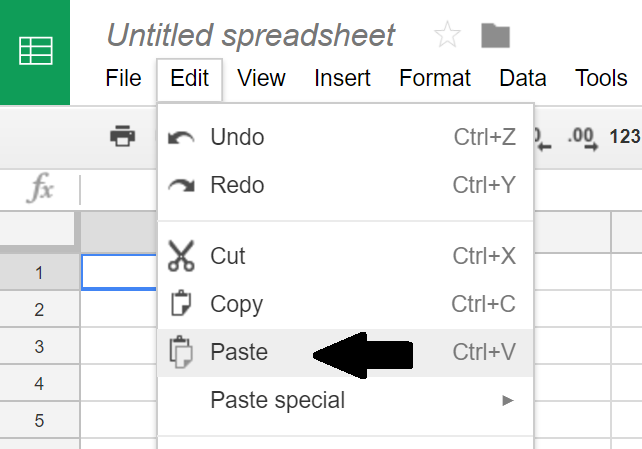 Untitled spreadsheet
File Edit View Insert Format Data Tools
.00 123
Undo Ctrl+Z
Redo Ctrl+Y
fx
Cut Ctrl+X
1
Copy Ctrl+C
2
Paste Ctrl+V
3
4
Paste special
5